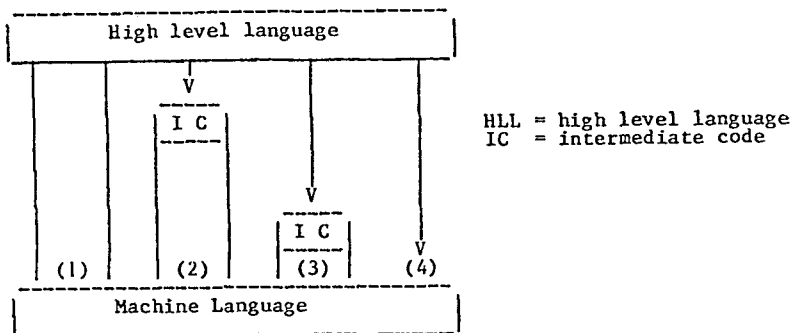 High level language
V
I C
HLL = high level language
IC = intermediate code
V
I C
V
(1) (2) (3) (4)
Machine Language